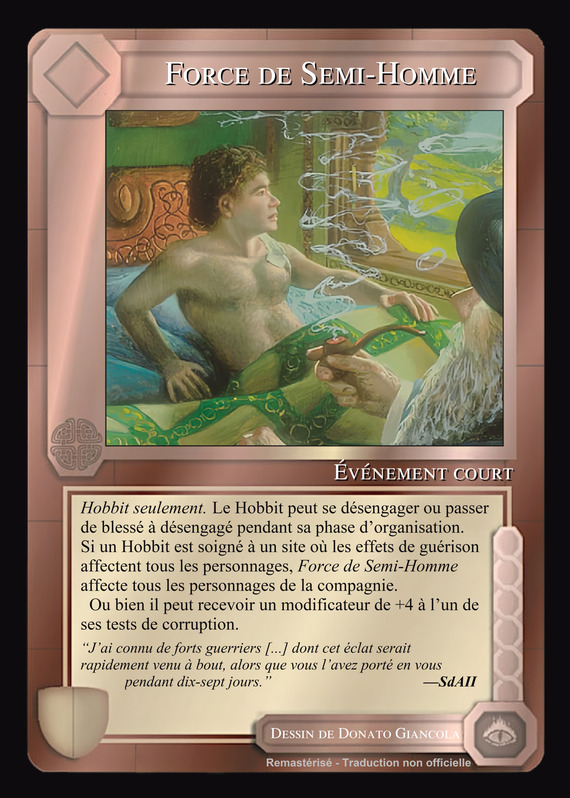 Force de Semi-Homme
Événement court
Hobbit seulement. Le Hobbit peut se désengager ou passer
de blessé à désengagé pendant sa phase d’organisation.
Si un Hobbit est soigné à un site où les effets de guérison
affectent tous les personnages, Force de Semi-Homme
affecte tous les personnages de la compagnie.
Ou bien il peut recevoir un modificateur de +4 à l’un de
ses tests de corruption.
“J’ai connu de forts guerriers [...] dont cet éclat serait
rapidement venu à bout, alors que vous l’avez porté en vous
pendant dix-sept jours.” —SdAII
Dessin de Donato Giancola
Remastérisé - Traduction non officielle